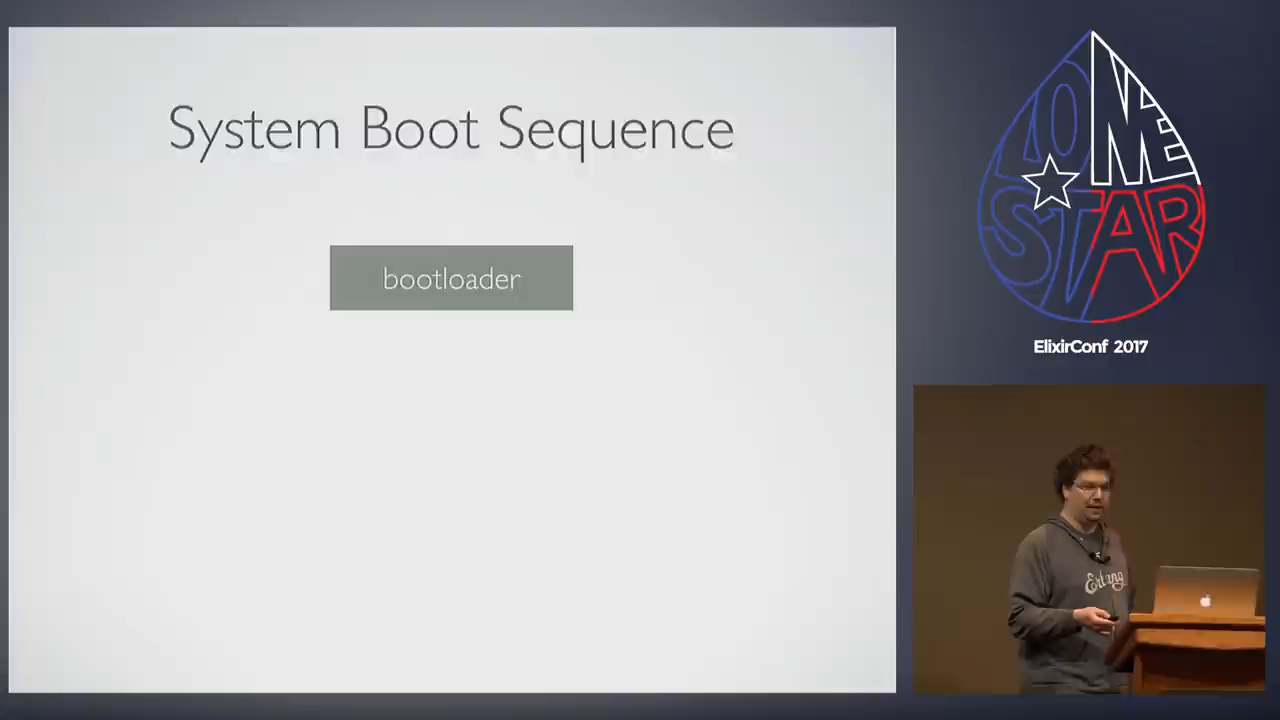 System Boot Sequence
bootloader
LONE
STAR
ElixirConf 2017
Erlang